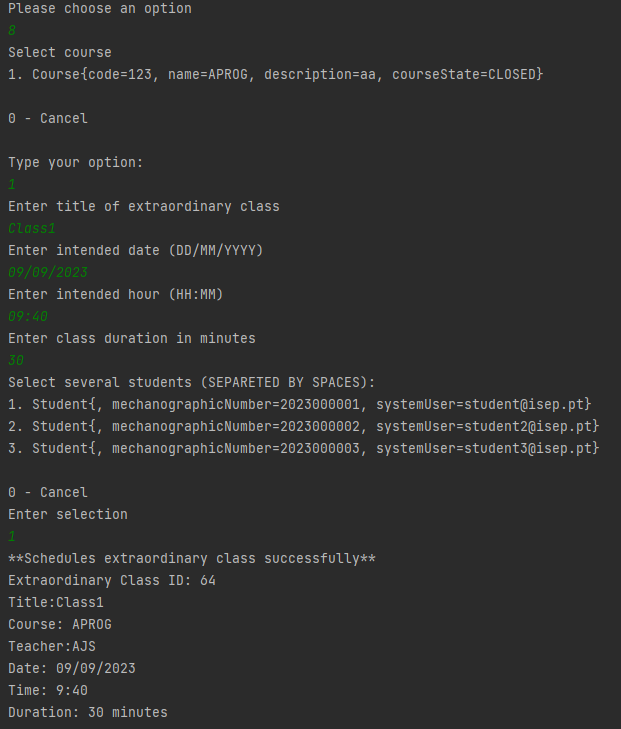 Please choose an option
8
Select course
1. Course{code=123, name=APROG, description=aa, courseState=CLOSED}
0 - Cancel
Type your option:
1
Enter title of extraordinary class
Class1
Enter intended date (DD/MM/YYYY)
09/09/2023
Enter intended hour (HH:MM)
09:40
Enter class duration in minutes
30
Select several students (SEPARETED BY SPACES):
1. Student{, mechanographicNumber=2023000001, systemUser=student@isep.pt}
2. Student{, mechanographicNumber=2023000002, systemUser=student2@isep.pt}
3. Student{, mechanographicNumber=2023000003, systemUser=student3@isep.pt}
0 - Cancel
Enter selection
1
**Schedules extraordinary class successfully**
Extraordinary Class ID: 64
Title:Class1
Course: APROG
Teacher:AJS
Date: 09/09/2023
Time: 9:40
Duration: 30 minutes